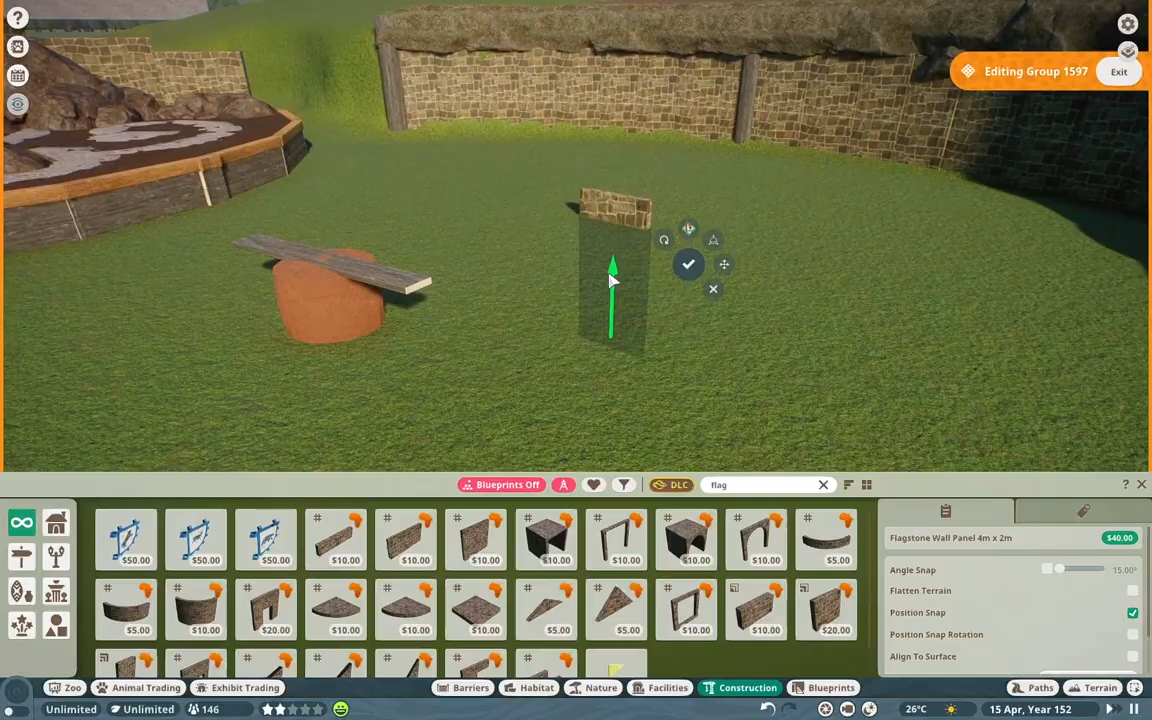 ?
Editing Group 1597
Exit
Blueprints Off
DLC
flag
?
$50.00
$50.00
$50.00
$10.00
$10.00
$10.00
$10.00
$10.00
$10.00
$10.00
$5.00
$5.00
$10.00
$20.00
$10.00
$10.00
$10.00
$5.00
$5.00
$10.00
$10.00
$20.00
Flagstone Wall Panel 4m x 2m
$40.00
Angle Snap
15.00°
Flatten Terrain
Position Snap
Position Snap Rotation
Align To Surface
Zoo
Animal Trading
Exhibit Trading
Barriers
Habitat
Nature
Facilities
Construction
Blueprints
Paths
Terrain
Unlimited
Unlimited
146
26°C
15 Apr, Year 152